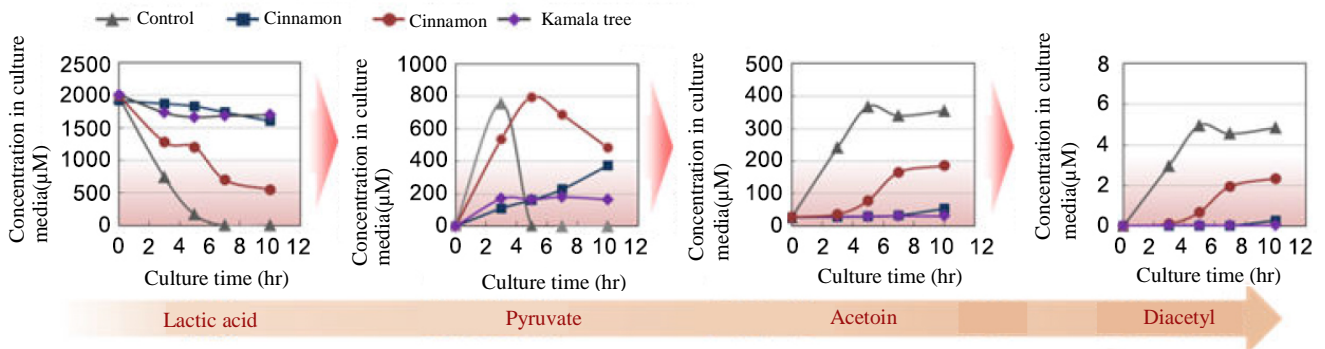 Control Cinnamon Cinnamon Kamala tree
Concentration in culture
media(µM)
2500
2000
1500
1000
500
0
0 2 4 6 8 10 12
Culture time (hr)
Concentration in culture
media(µM)
1000
800
600
400
200
0
0 2 4 6 8 10 12
Culture time (hr)
Concentration in culture
media(µM)
500
400
300
200
100
0
0 2 4 6 8 10 12
Culture time (hr)
Concentration in culture
media(µM)
8
6
4
2
0
0 2 4 6 8 10 12
Culture time (hr)
Lactic acid Pyruvate Acetoin Diacetyl